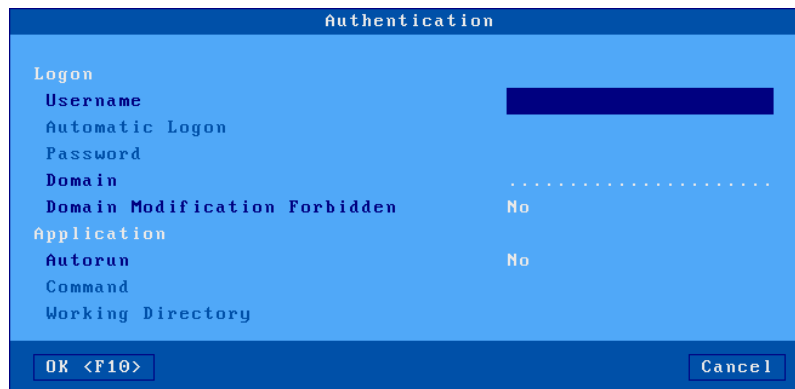 Authentication
Logon
Username
Automatic Logon
Password
Domain ......................
Domain Modification Forbidden No
Application
Autorun No
Command
Working Directory
OK <F10> Cancel